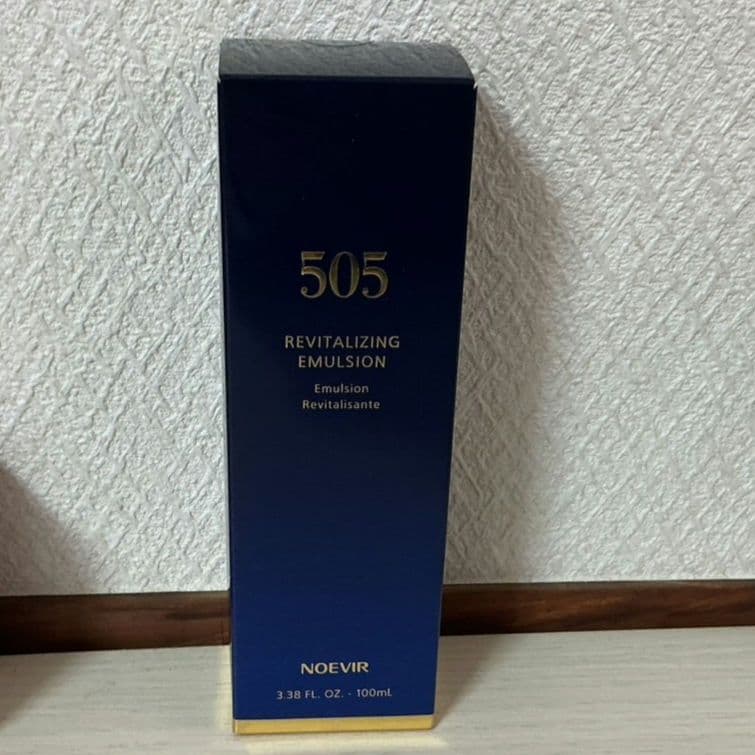 505
REVITALIZING
EMULSION
Emulsion
Revitalisante
NOEVIR
3.38 FL. OZ. - 100mL